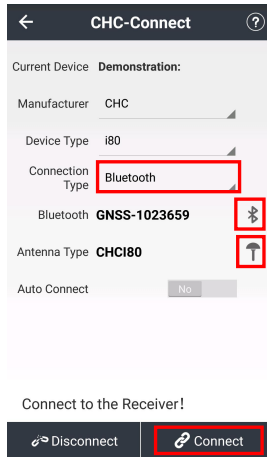 CHC-Connect ?
Current Device Demonstration:
Manufacturer CHC
Device Type i80
Connection
Type Bluetooth
Bluetooth GNSS-1023659
Antenna Type CHCI80
Auto Connect No
Connect to the Receiver!
Disconnect Connect